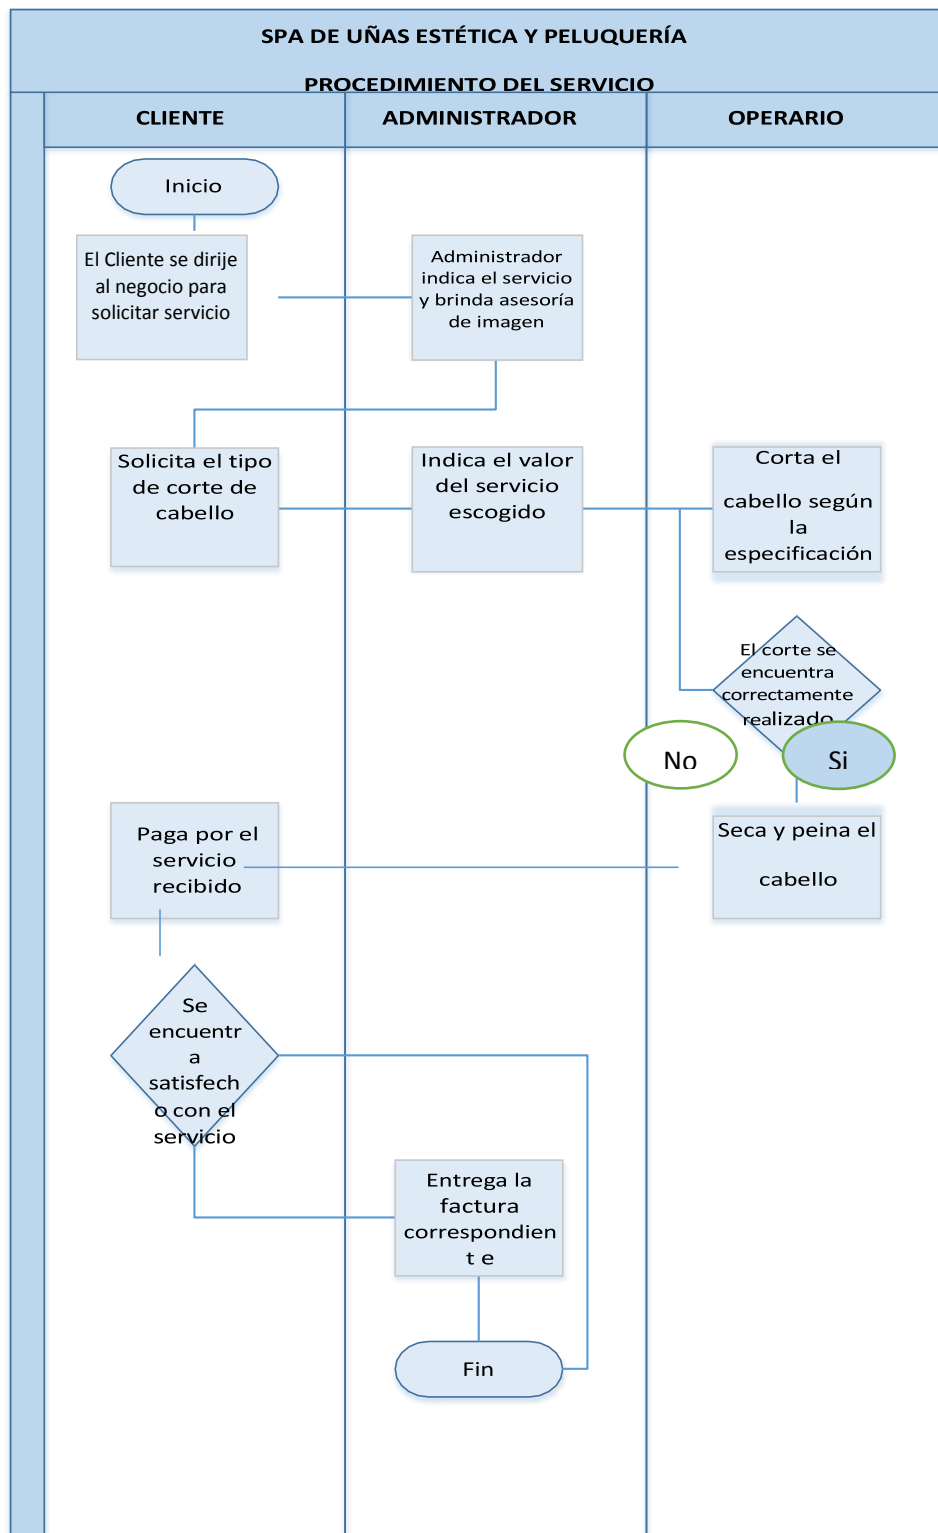 SPA DE UÑAS ESTÉTICA Y PELUQUERÍA
PROCEDIMIENTO DEL SERVICIO
CLIENTE
ADMINISTRADOR
OPERARIO
Inicio
El Cliente se dirije
al negocio para
solicitar servicio
Administrador
indica el servicio
y brinda asesoría
de imagen
Solicita el tipo
de corte de
cabello
Indica el valor
del servicio
escogido
Corta el
cabello según
la
especificación
El corte se
encuentra
correctamente
realizado
No
Si
Paga por el
servicio
recibido
Seca y peina el
cabello
Se
encuentr
a
satisfech
o con el
servicio
Entrega la
factura
correspondien
t e
Fin